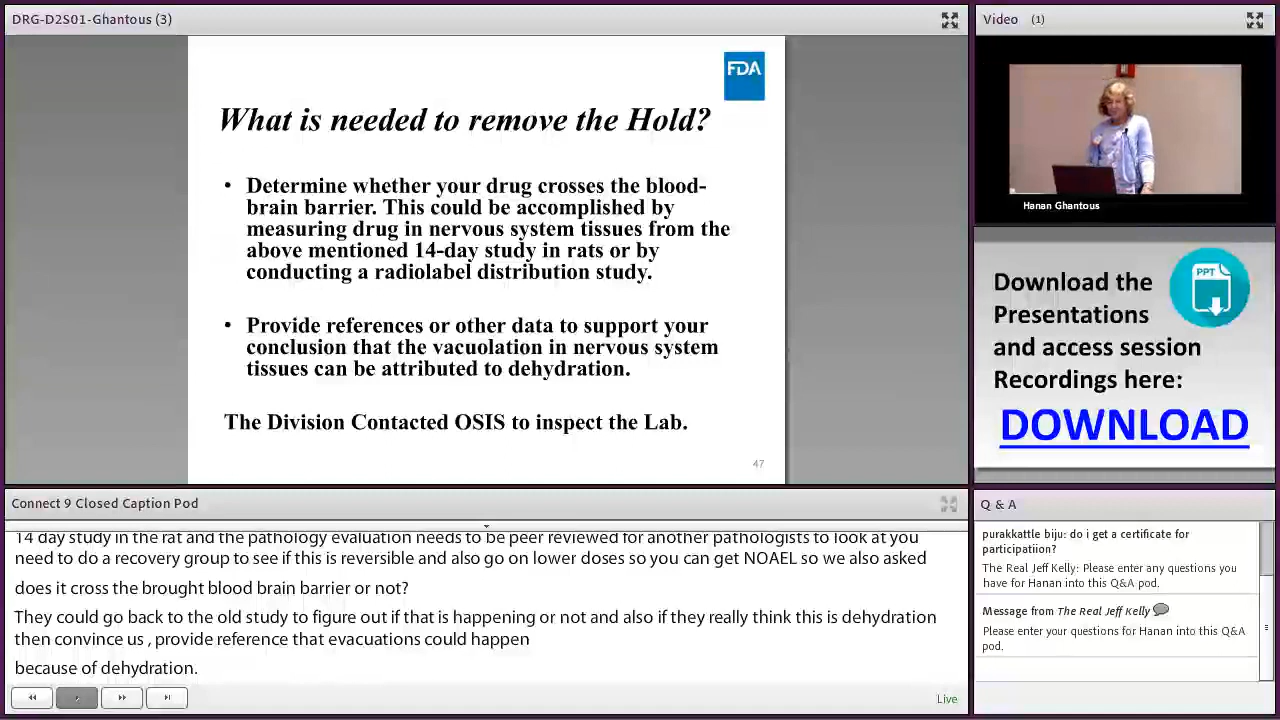 DRG-D2S01-Ghantous (3)
FDA
What is needed to remove the Hold?
• Determine whether your drug crosses the blood-
brain barrier. This could be accomplished by
measuring drug in nervous system tissues from the
above mentioned 14-day study in rats or by
conducting a radiolabel distribution study.
• Provide references or other data to support your
conclusion that the vacuolation in nervous system
tissues can be attributed to dehydration.
The Division Contacted OSIS to inspect the Lab.
47
Video (1)
Hanan Ghantous
Download the
Presentations
and access session
Recordings here:
DOWNLOAD
PPT
Connect 9 Closed Caption Pod
14 day study in the rat and the pathology evaluation needs to be peer reviewed for another pathologists to look at you
need to do a recovery group to see if this is reversible and also go on lower doses so you can get NOAEL so we also asked
does it cross the brought blood brain barrier or not?
They could go back to the old study to figure out if that is happening or not and also if they really think this is dehydration
then convince us , provide reference that evacuations could happen
because of dehydration.
Live
Q & A
purakkattle biju: do i get a certificate for
participatiion?
The Real Jeff Kelly: Please enter any questions you
have for Hanan into this Q&A pod.
Message from The Real Jeff Kelly
Please enter your questions for Hanan into this Q&A
pod.